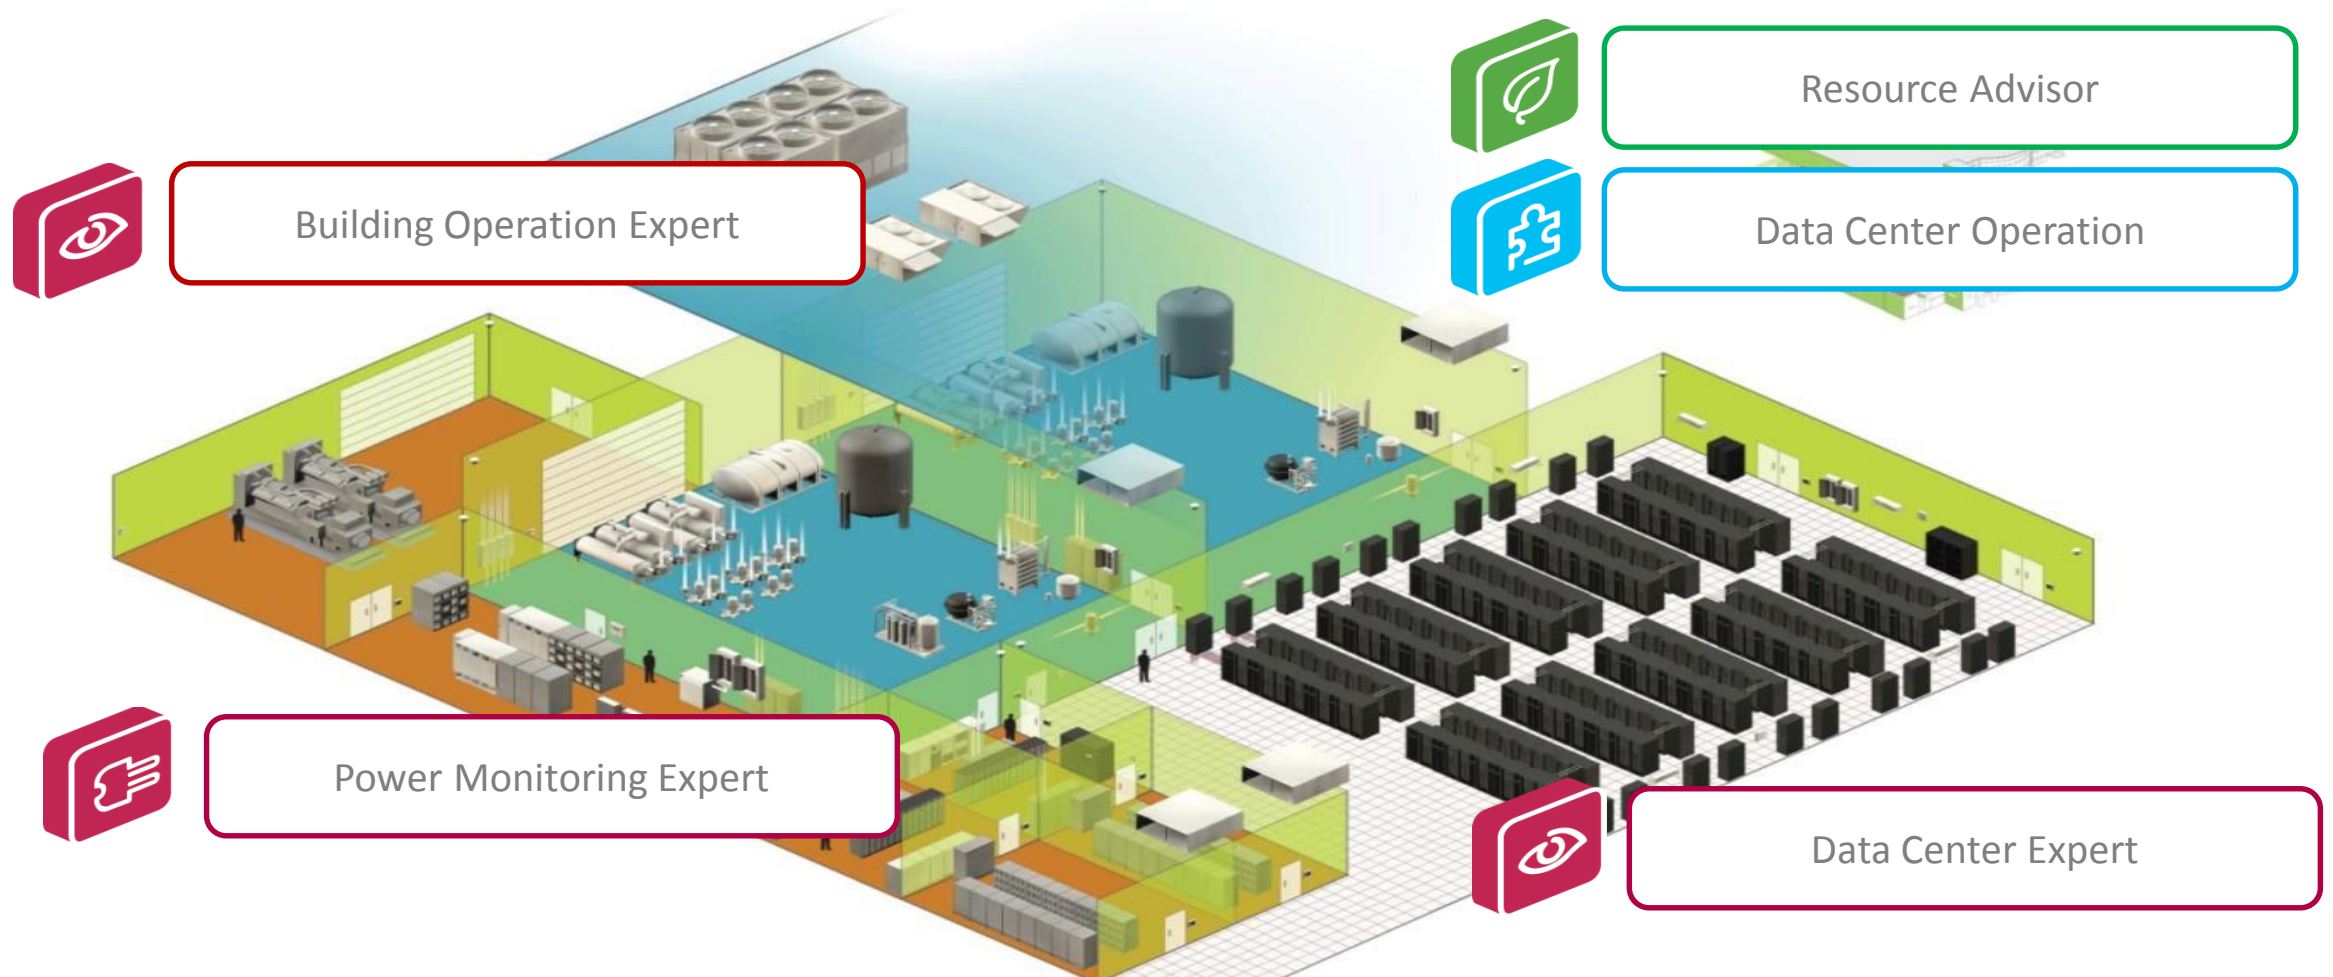 Resource Advisor
Building Operation Expert
Data Center Operation
Power Monitoring Expert
Data Center Expert